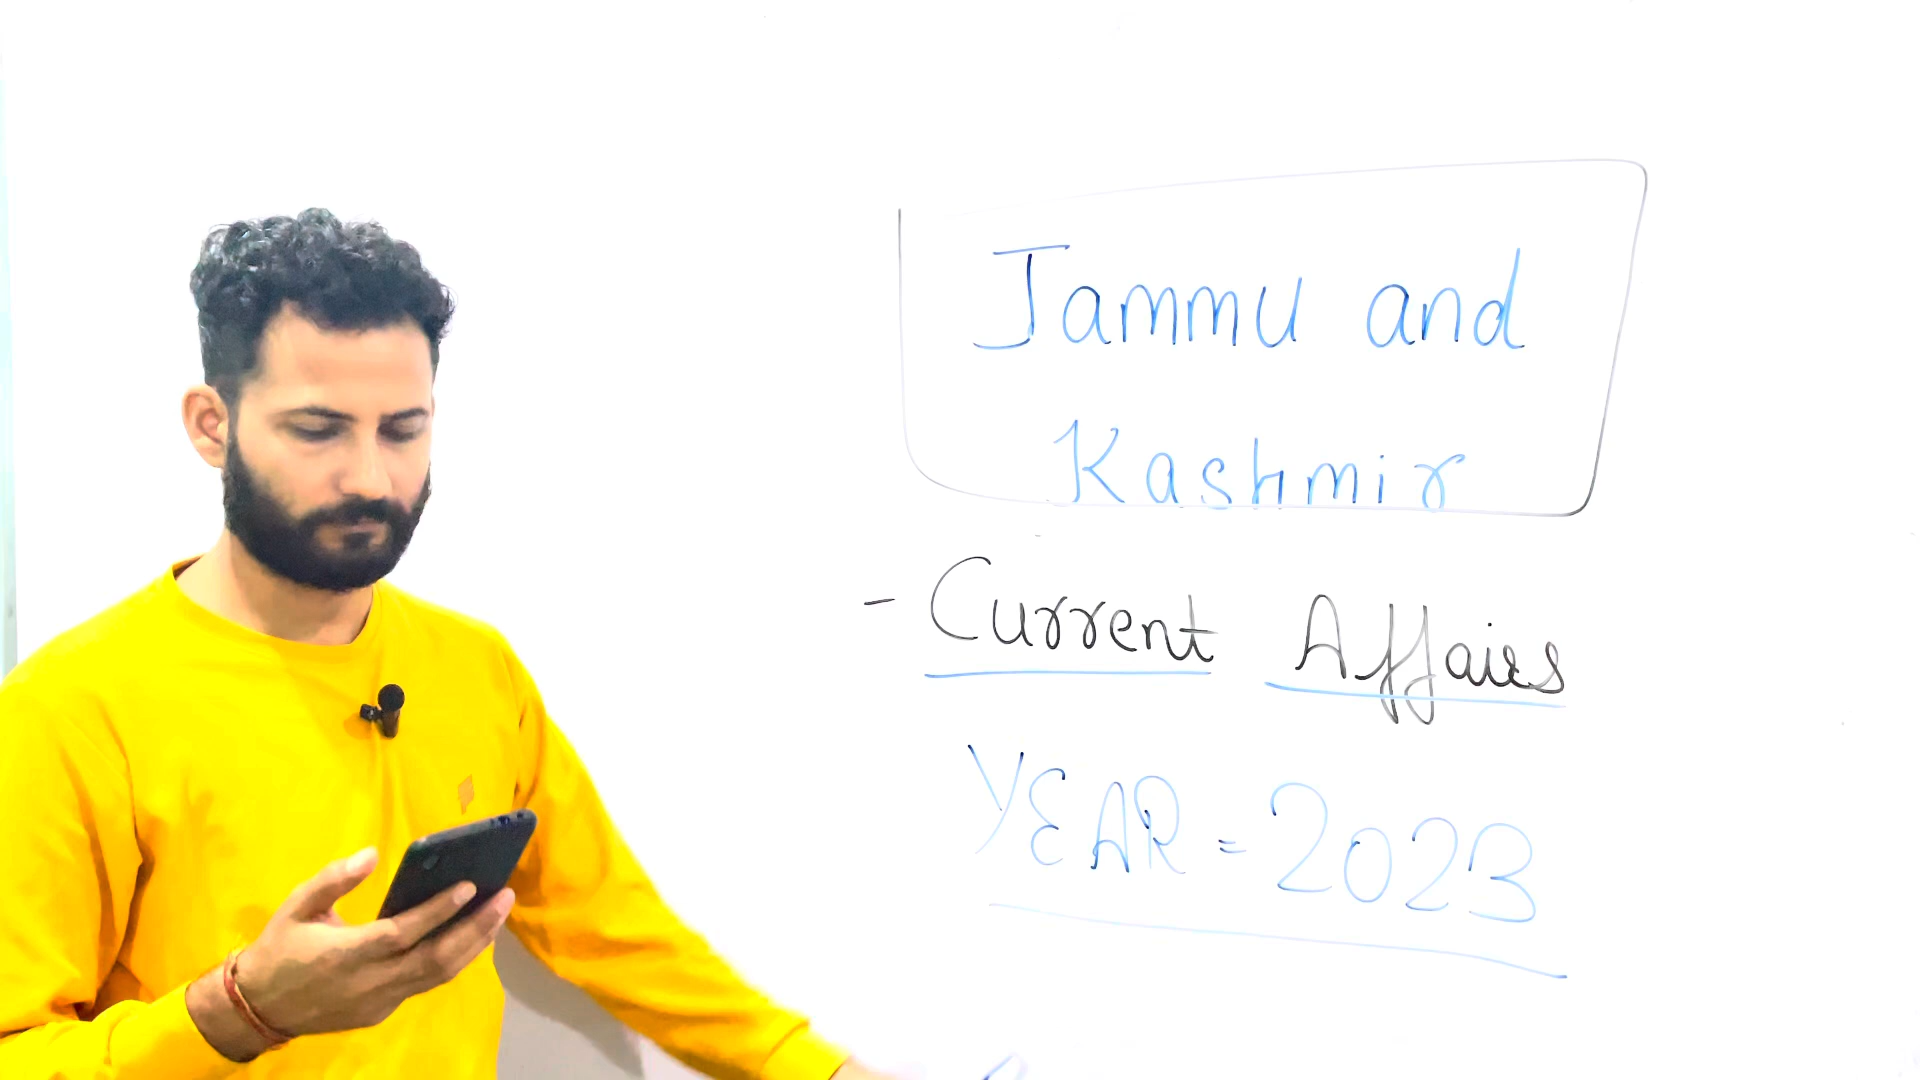 Jammu and
Kashmir
- Current Affairs
YEAR = 2023